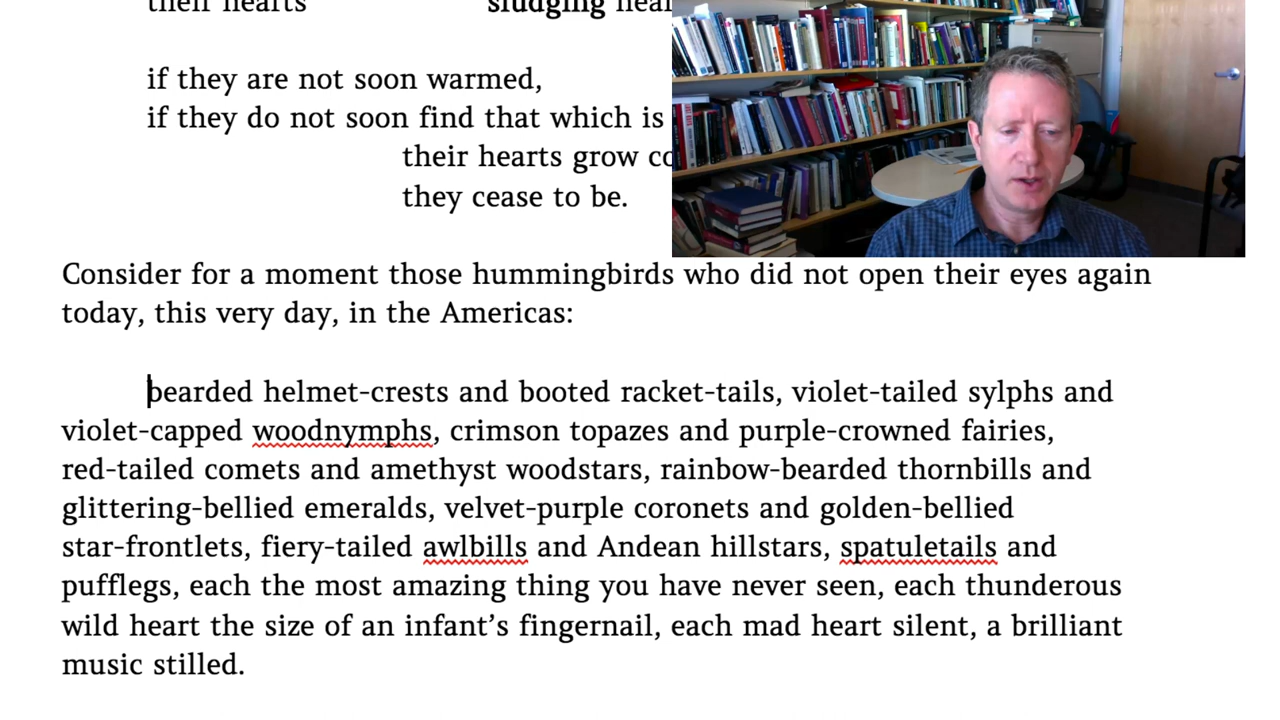 their hearts sludging
if they are not soon warmed,
if they do not soon find that which is
their hearts grow
they cease to be.
Consider for a moment those hummingbirds who did not open their eyes again
today, this very day, in the Americas:
bearded helmet-crests and booted racket-tails, violet-tailed sylphs and
violet-capped woodnymphs, crimson topazes and purple-crowned fairies,
red-tailed comets and amethyst woodstars, rainbow-bearded thornbills and
glittering-bellied emeralds, velvet-purple coronets and golden-bellied
star-frontlets, fiery-tailed awlbills and Andean hillstars, spatuletails and
pufflegs, each the most amazing thing you have never seen, each thunderous
wild heart the size of an infant’s fingernail, each mad heart silent, a brilliant
music stilled.